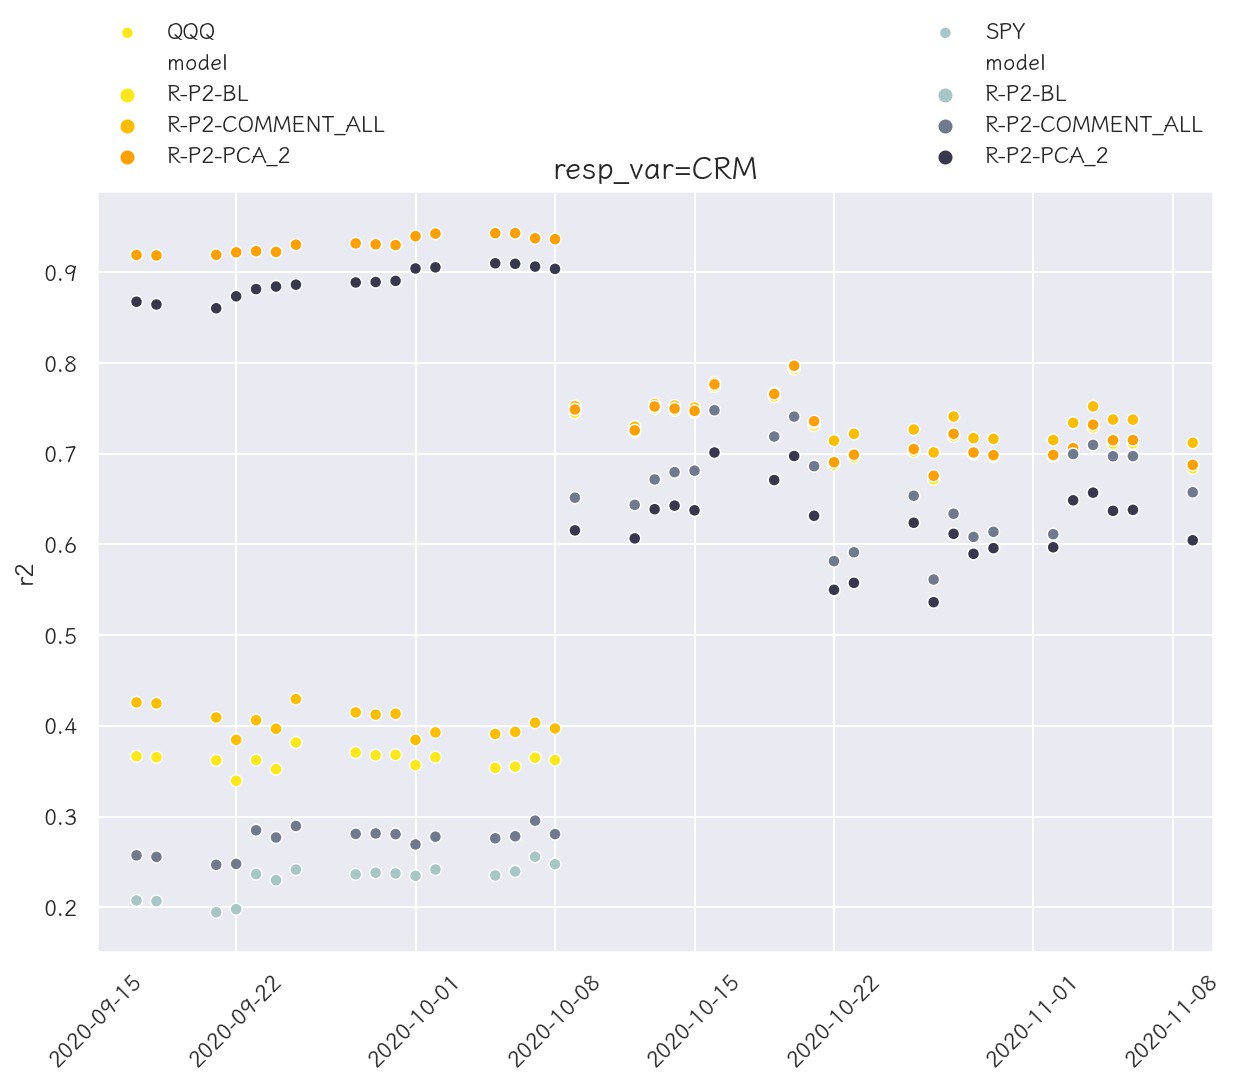 QQQ
model
R-P2-BL
R-P2-COMMENT_ALL
R-P2-PCA_2
SPY
model
R-P2-BL
R-P2-COMMENT_ALL
R-P2-PCA_2
resp_var=CRM
0.9
0.8
0.7
0.6
0.5
0.4
0.3
0.2
r2
2020-09-15
2020-09-22
2020-10-01
2020-10-08
2020-10-15
2020-10-22
2020-11-01
2020-11-08